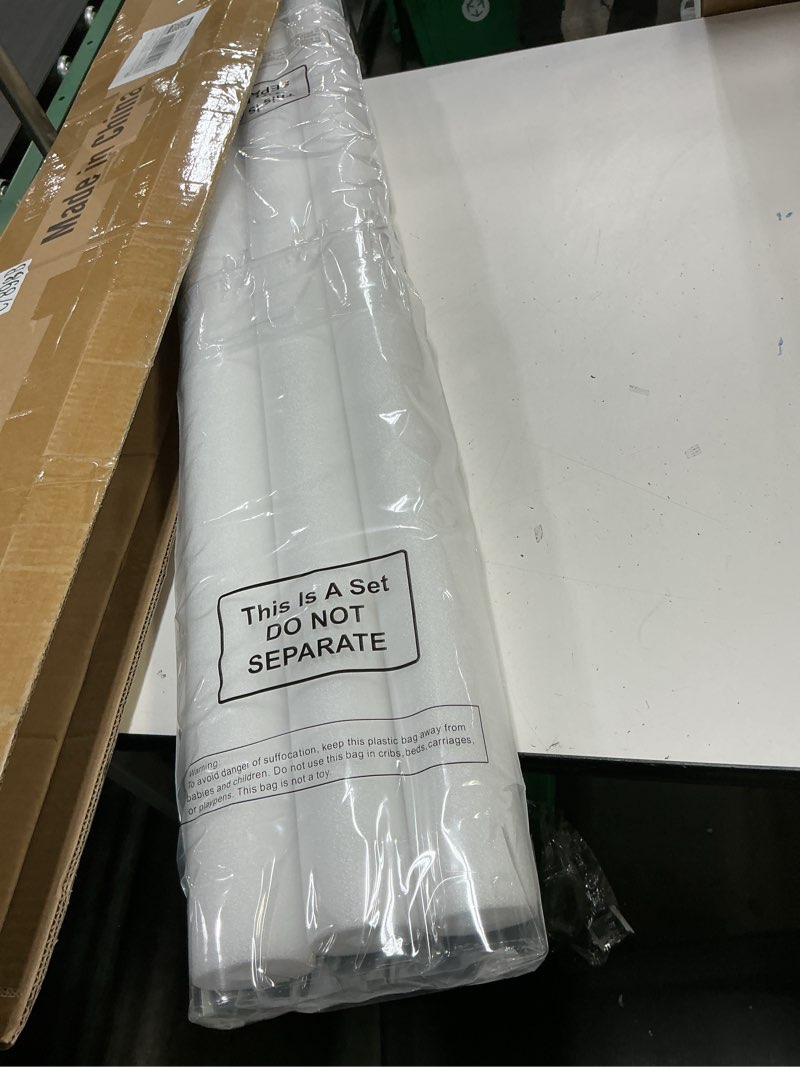 Made in China
This Is A Set
DO NOT
SEPARATE
Warning:
To avoid danger of suffocation, keep this plastic bag away from
babies and children. Do not use this bag in cribs, beds, carriages,
or playpens. This bag is not a toy.